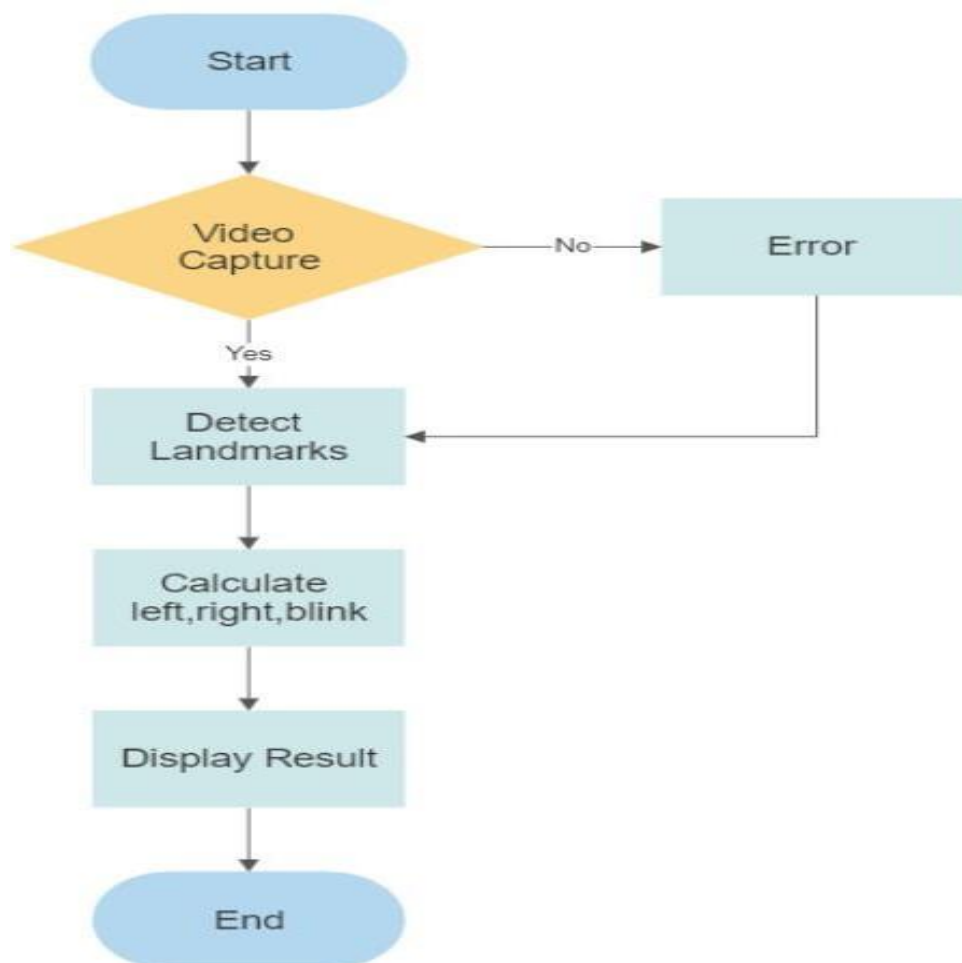 Start
Video
Capture
No
Error
Yes
Detect
Landmarks
Calculate
left,right,blink
Display Result
End